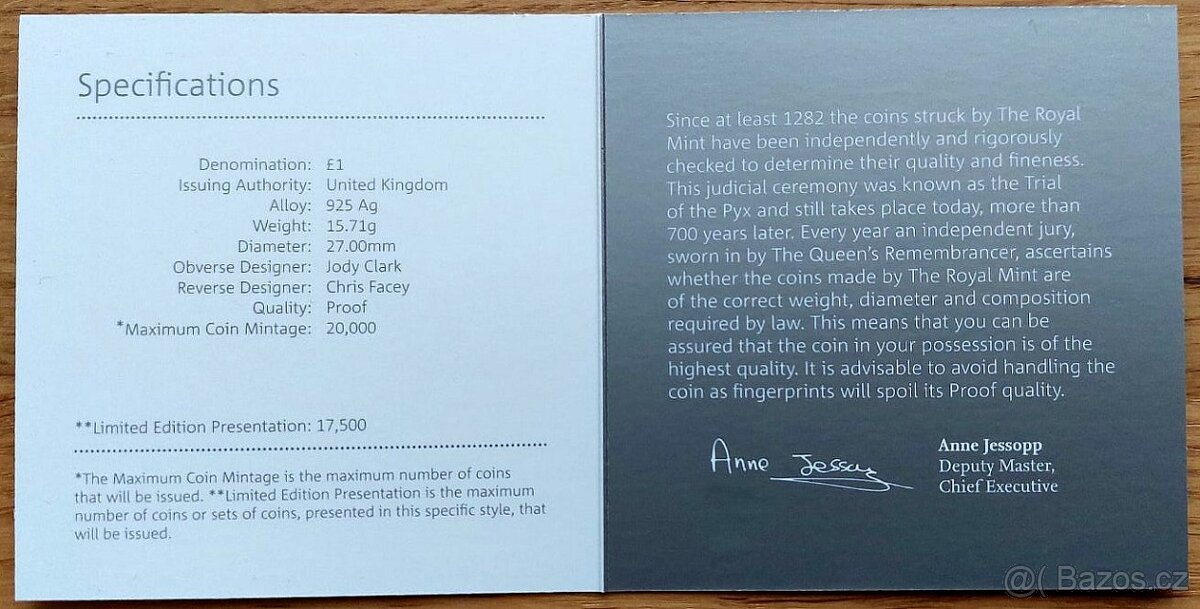 Specifications
Denomination: £1
Issuing Authority: United Kingdom
Alloy: 925 Ag
Weight: 15.71g
Diameter: 27.00mm
Obverse Designer: Jody Clark
Reverse Designer: Chris Facey
Quality: Proof
*Maximum Coin Mintage: 20,000
**Limited Edition Presentation: 17,500
*The Maximum Coin Mintage is the maximum number of coins
that will be issued. **Limited Edition Presentation is the maximum
number of coins or sets of coins, presented in this specific style, that
will be issued.
Since at least 1282 the coins struck by The Royal
Mint have been independently and rigorously
checked to determine their quality and fineness.
This judicial ceremony was known as the Trial
of the Pyx and still takes place today, more than
700 years later. Every year an independent jury,
sworn in by The Queen's Remembrancer, ascertains
whether the coins made by The Royal Mint are
of the correct weight, diameter and composition
required by law. This means that you can be
assured that the coin in your possession is of the
highest quality. It is advisable to avoid handling the
coin as fingerprints will spoil its Proof quality.
Anne Jessopp
Anne Jessopp
Deputy Master,
Chief Executive
@( Bazos.cz